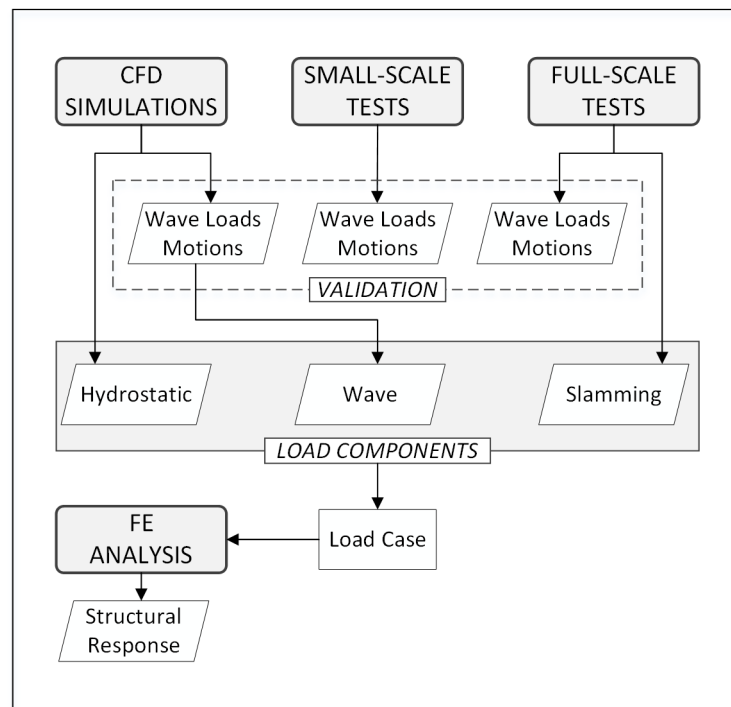 CFD
SIMULATIONS
SMALL-SCALE
TESTS
FULL-SCALE
TESTS
Wave Loads
Motions
Wave Loads
Motions
Wave Loads
Motions
VALIDATION
Hydrostatic
Wave
Slamming
LOAD COMPONENTS
FE
ANALYSIS
Load Case
Structural
Response